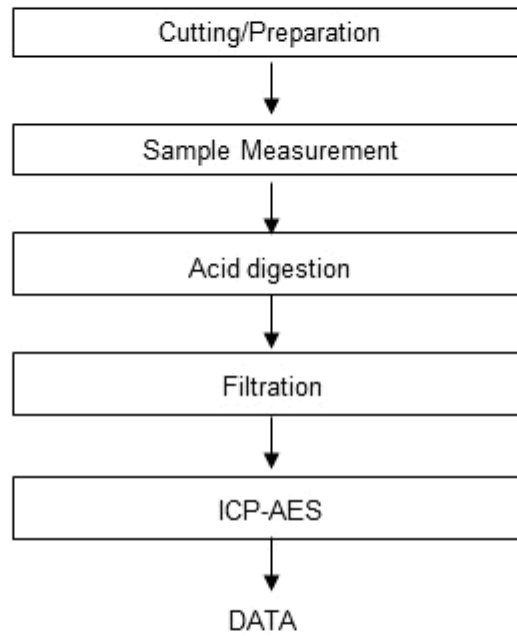 Cutting/Preparation
Sample Measurement
Acid digestion
Filtration
ICP-AES
DATA